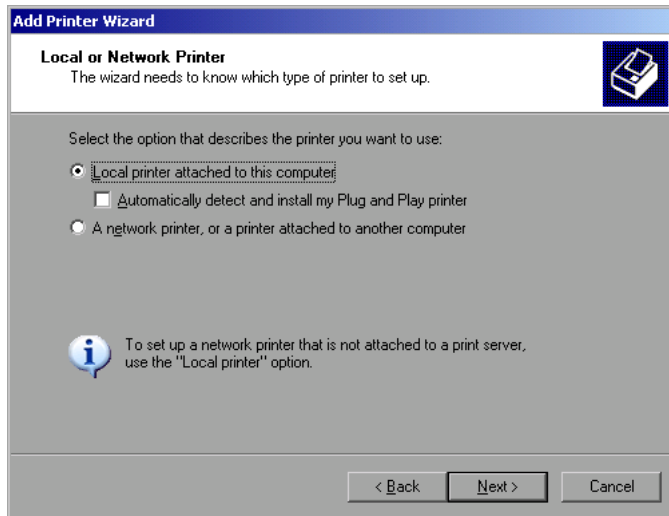 Add Printer Wizard
Local or Network Printer
The wizard needs to know which type of printer to set up.
Select the option that describes the printer you want to use:
Local printer attached to this computer
Automatically detect and install my Plug and Play printer
A network printer, or a printer attached to another computer
To set up a network printer that is not attached to a print server,
use the "Local printer" option.
< Back Next > Cancel